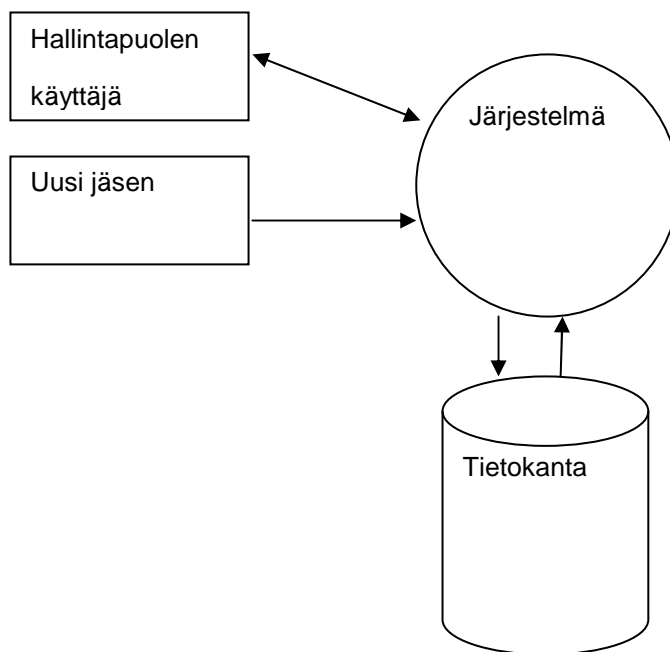 Hallintapuolen
käyttäjä
Järjestelmä
Uusi jäsen
Tietokanta